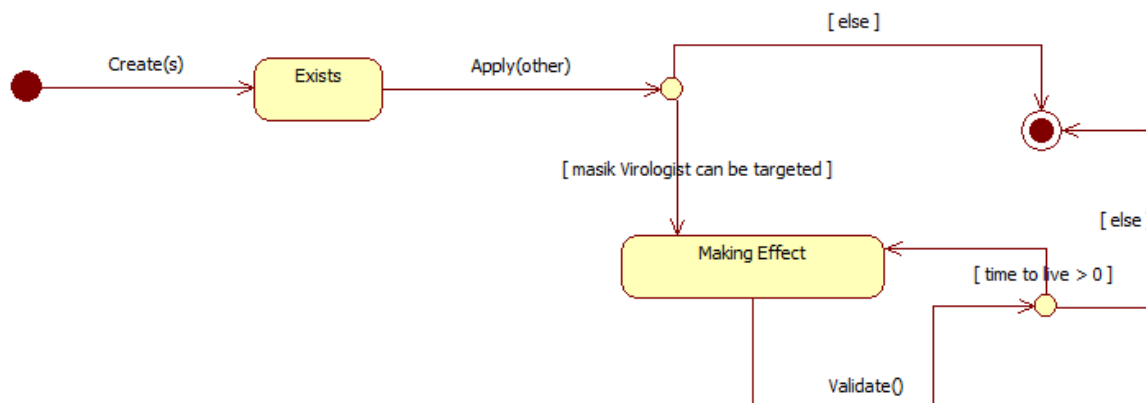 [ else ]
Create(s)
Exists
Apply(other)
[ masik Virologist can be targeted ]
[ else
Making Effect
[ time to live > 0 ]
Validate()